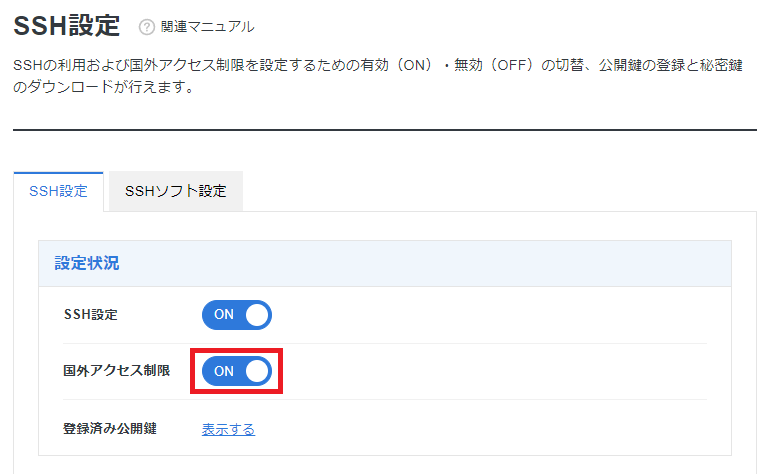 SSH設定
? 関連マニュアル
SSHの利用および国外アクセス制限を設定するための有効（ON）・無効（OFF）の切替、公開鍵の登録と秘密鍵
のダウンロードが行えます。
SSH設定
SSHソフト設定
設定状況
SSH設定
ON
国外アクセス制限
ON
登録済み公開鍵
表示する